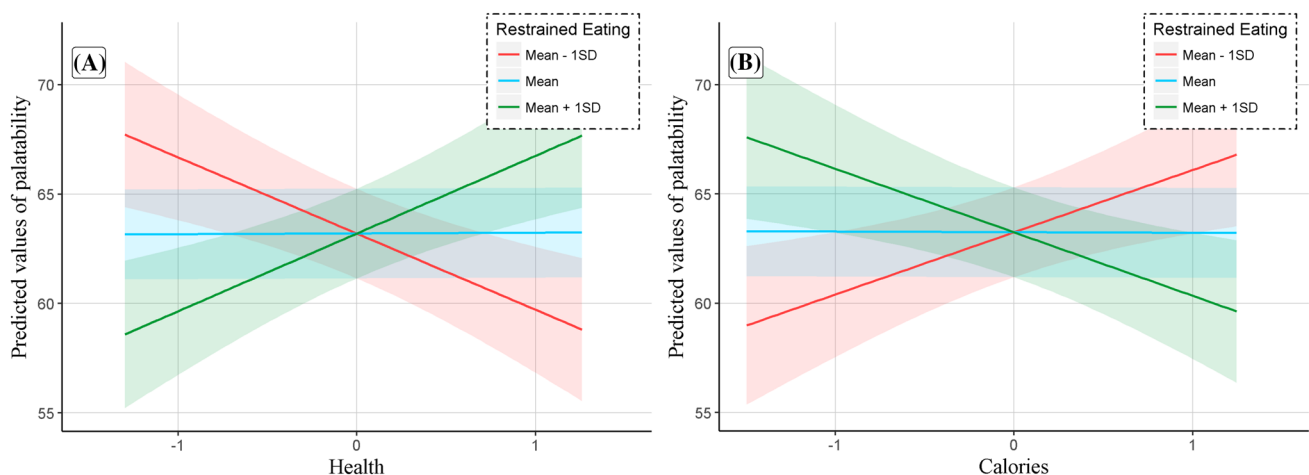 Restrained Eating
Mean - 1SD
Mean
Mean + 1SD
(A)
Predicted values of palatability
70
65
60
55
-1
0
1
Health
Restrained Eating
Mean - 1SD
Mean
Mean + 1SD
(B)
Predicted values of palatability
70
65
60
55
-1
0
1
Calories